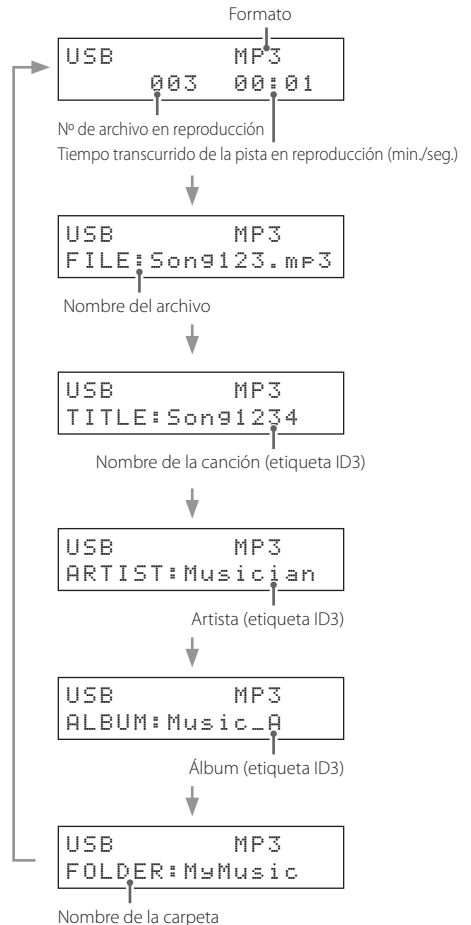 Formato
USB MP3
003 00:01
Nº de archivo en reproducción
Tiempo transcurrido de la pista en reproducción (min./seg.)
USB MP3
FILE:Song123.mp3
Nombre del archivo
USB MP3
TITLE:Song1234
Nombre de la canción (etiqueta ID3)
USB MP3
ARTIST:Musician
Artista (etiqueta ID3)
USB MP3
ALBUM:Music_A
Álbum (etiqueta ID3)
USB MP3
FOLDER:MyMusic
Nombre de la carpeta